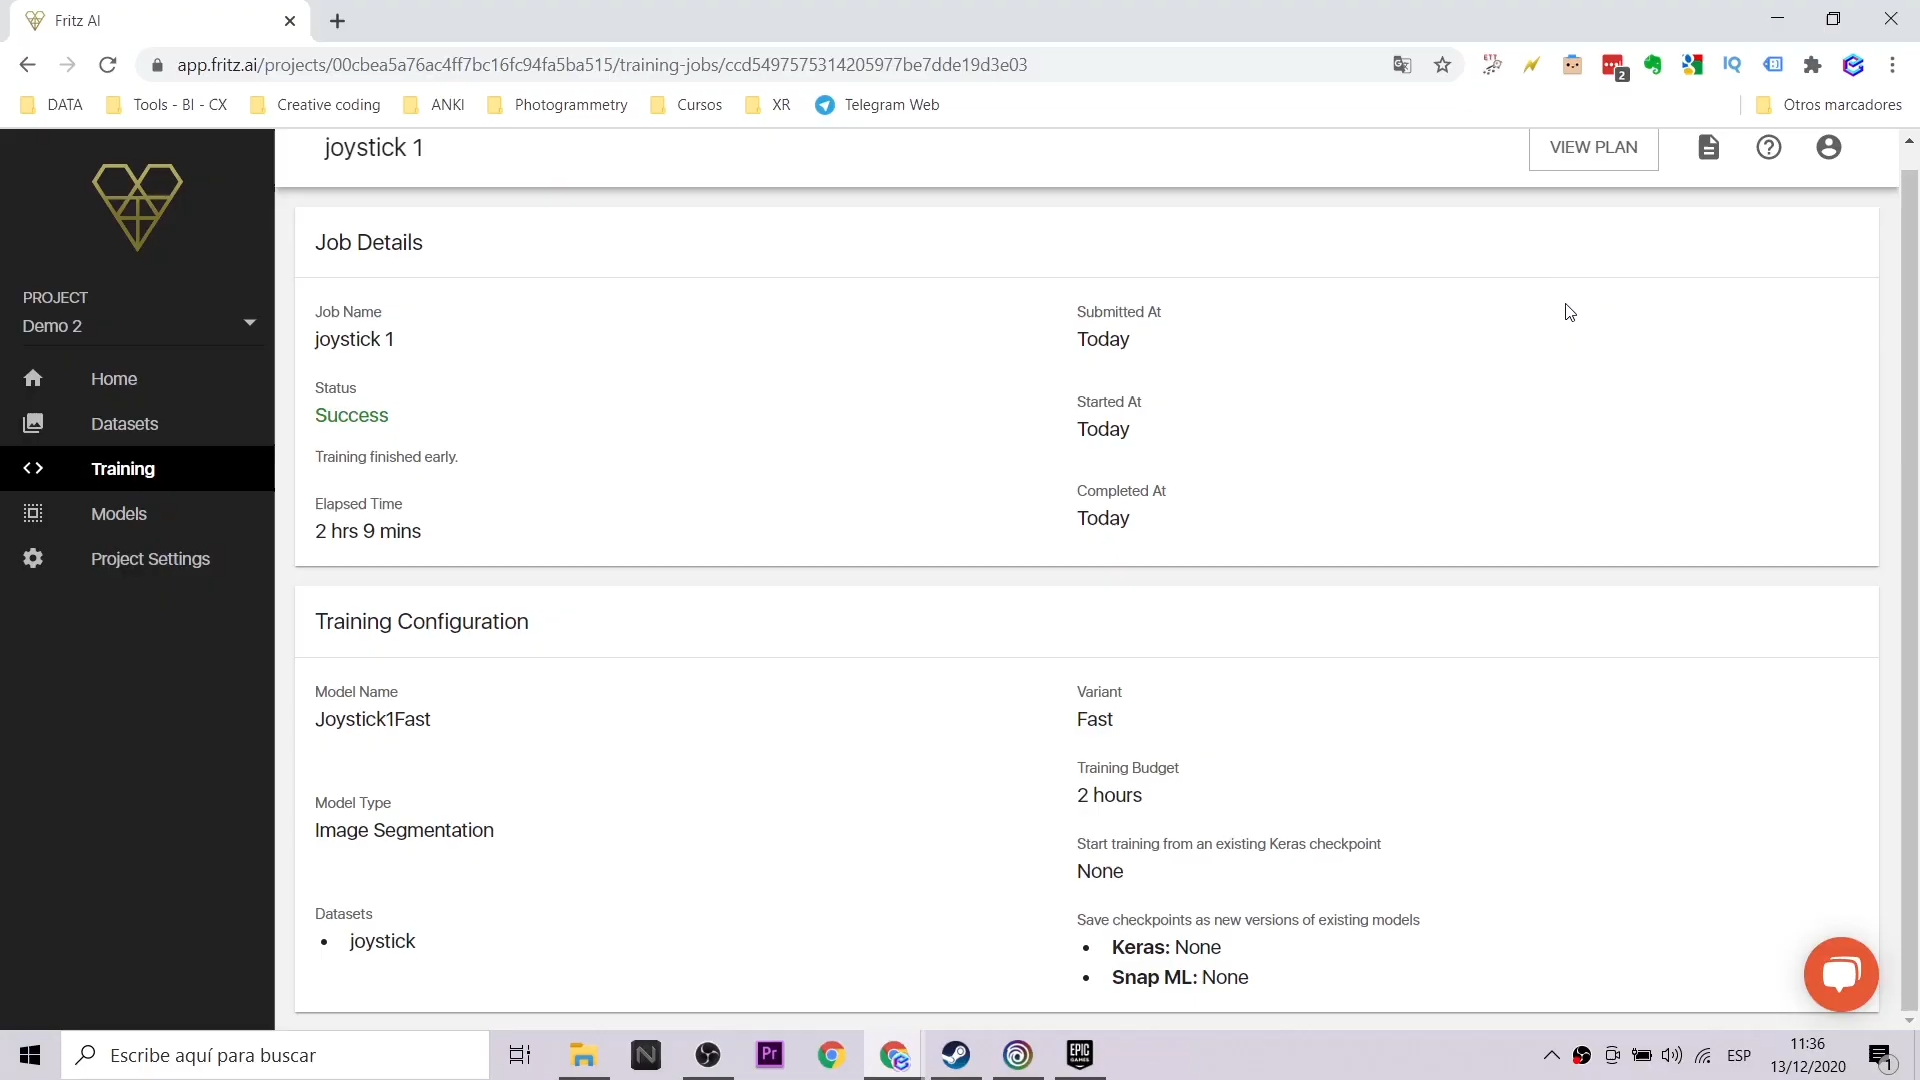 Fritz AI
app.fritz.ai/projects/00cbea5a76ac4ff7bc16fc94fa5ba515/training-jobs/ccd5497575314205977be7dde19d3e03
DATA
Tools - BI - CX
Creative coding
ANKI
Photogrammetry
Cursos
XR
Telegram Web
Otros marcadores
joystick 1
VIEW PLAN
PROJECT
Demo 2
Home
Datasets
Training
Models
Project Settings
Job Details
Job Name
joystick 1
Status
Success
Training finished early.
Elapsed Time
2 hrs 9 mins
Submitted At
Today
Started At
Today
Completed At
Today
Training Configuration
Model Name
Joystick1Fast
Model Type
Image Segmentation
Datasets
• joystick
Variant
Fast
Training Budget
2 hours
Start training from an existing Keras checkpoint
None
Save checkpoints as new versions of existing models
• Keras: None
• Snap ML: None
Escribe aquí para buscar
Pr
EPIC
GAMES
ESP
11:36
13/12/2020
1